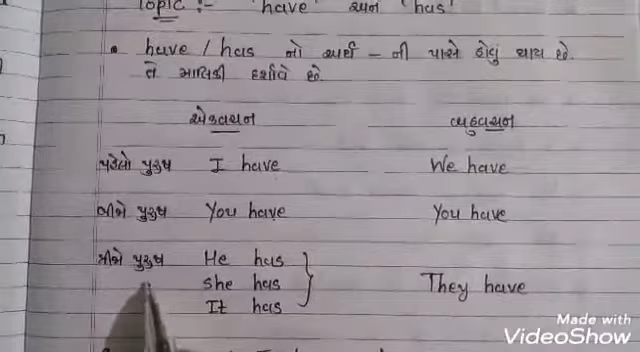 Topic :- 'have' અને 'has'
• have / has નો અર્થ - ની પાસે હોવું થાય છે.
તે માલિકી દર્શાવે છે.
એકવચન બહુવચન
પહેલો પુરુષ I have We have
બીજો પુરુષ You have You have
ત્રીજો પુરુષ He has
she has They have
It has
Made with
VideoShow